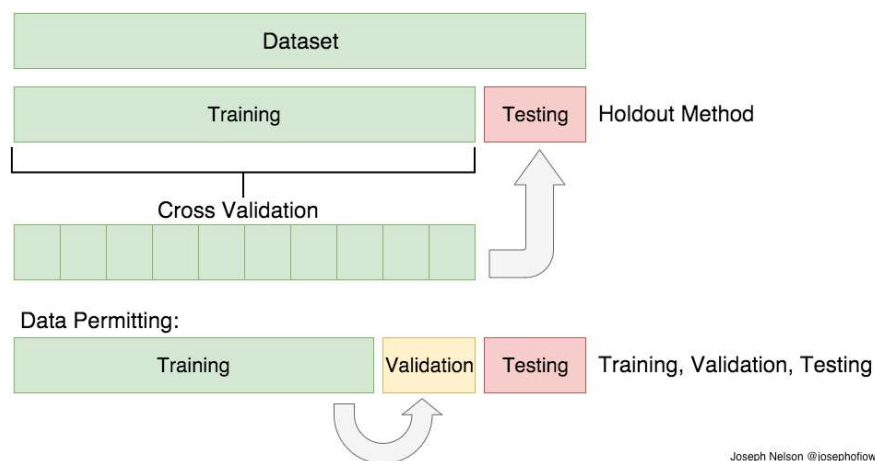 Dataset
Training
Testing
Holdout Method
Cross Validation
Data Permitting:
Training
Validation
Testing
Training, Validation, Testing
Joseph Nelson @josephofiow